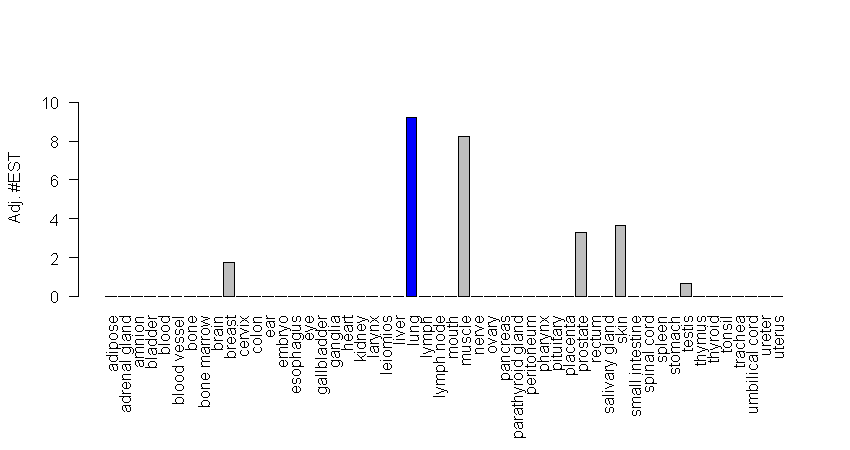 Adj. #EST
10
8
6
4
2
0
adipose
adrenal gland
amnion
bladder
blood
blood vessel
bone
bone marrow
brain
breast
cervix
colon
ear
embryo
esophagus
eye
gallbladder
ganglia
heart
kidney
larynx
leiomios
liver
lung
lymph
lymph node
mouth
muscle
nerve
ovary
pancreas
parathyroid gland
peritoneum
pharynx
pituitary
placenta
prostate
rectum
salivary gland
skin
small intestine
spinal cord
spleen
stomach
testis
thymus
thyroid
tonsil
trachea
umbilical cord
ureter
uterus